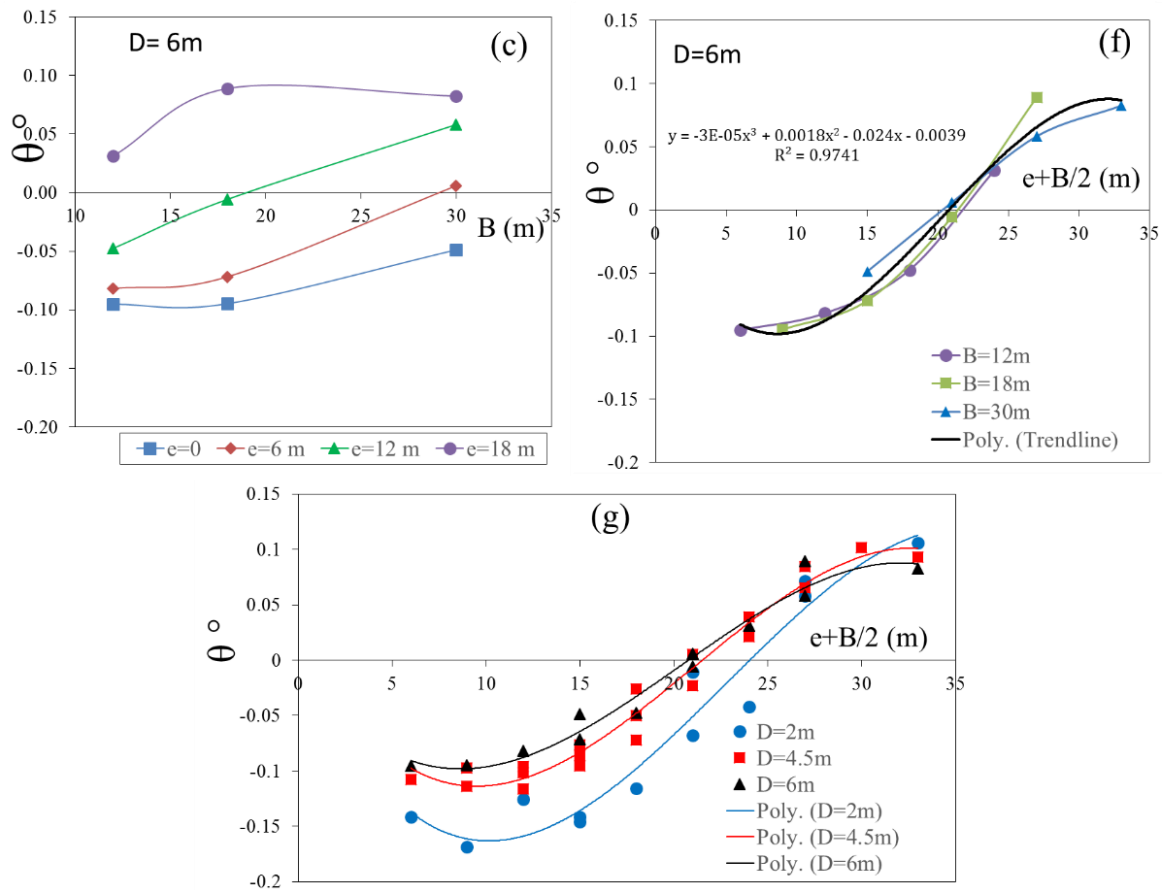 (c)
D= 6m
0.15
0.10
0.05
0.00
-0.05
-0.10
-0.15
-0.20
θ°
10 15 20 25 30 35
B (m)
e=0 e=6 m e=12 m e=18 m
(f)
D=6m
0.15
0.1
0.05
0
-0.05
-0.1
-0.15
-0.2
θ°
y = -3E-05x³ + 0.0018x² - 0.024x - 0.0039
R² = 0.9741
e+B/2 (m)
0 5 10 15 20 25 30 35
B=12m
B=18m
B=30m
Poly. (Trendline)
(g)
0.15
0.1
0.05
0
-0.05
-0.1
-0.15
-0.2
θ°
e+B/2 (m)
0 5 10 15 20 25 30 35
D=2m
D=4.5m
D=6m
Poly. (D=2m)
Poly. (D=4.5m)
Poly. (D=6m)